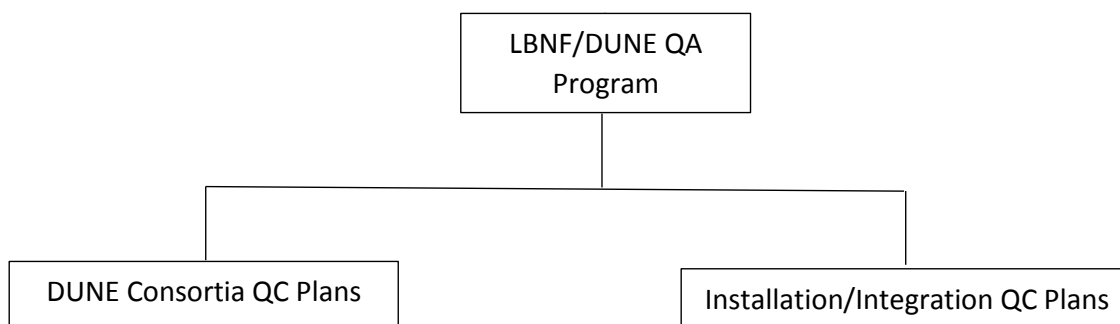 LBNF/DUNE QA
Program
DUNE Consortia QC Plans
Installation/Integration QC Plans